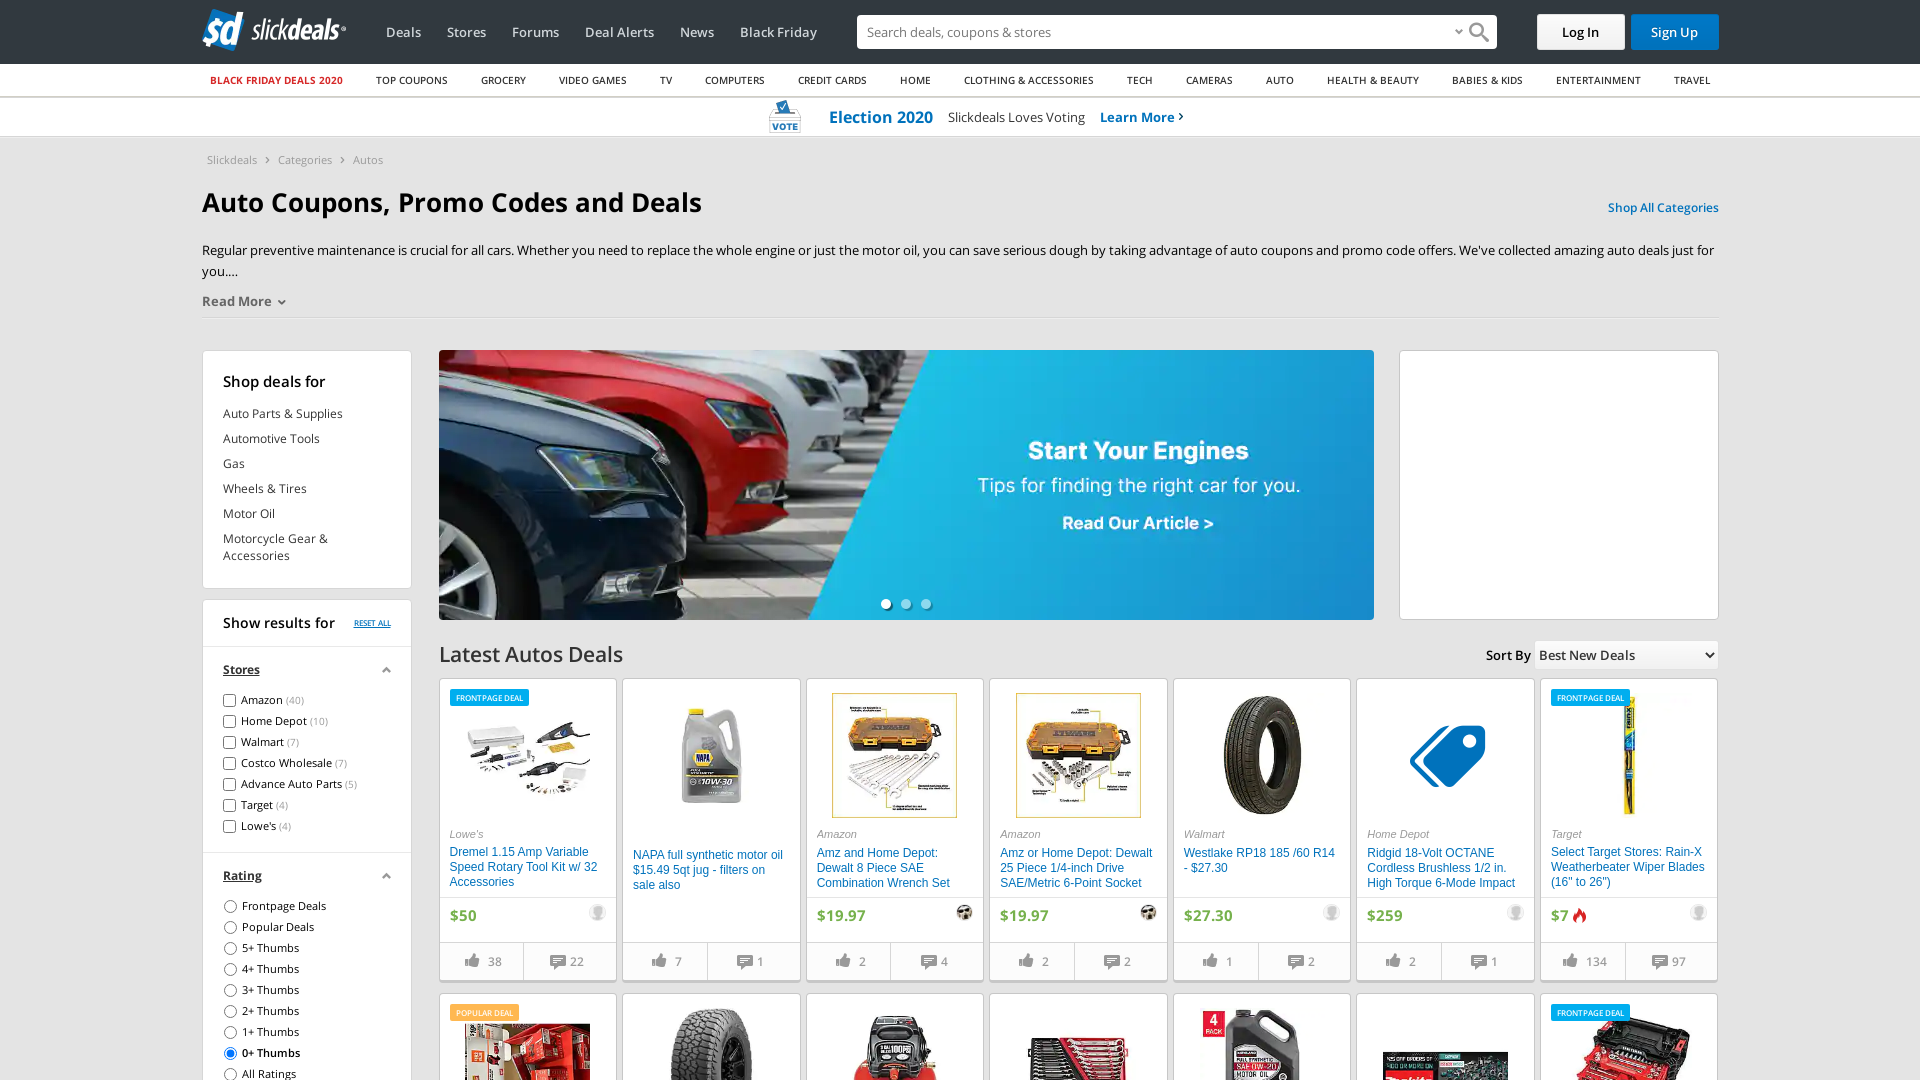 sd slickdeals
Deals
Stores
Forums
Deal Alerts
News
Black Friday
Search deals, coupons & stores
Log In
Sign Up
BLACK FRIDAY DEALS 2020
TOP COUPONS
GROCERY
VIDEO GAMES
TV
COMPUTERS
CREDIT CARDS
HOME
CLOTHING & ACCESSORIES
TECH
CAMERAS
AUTO
HEALTH & BEAUTY
BABIES & KIDS
ENTERTAINMENT
TRAVEL
VOTE
Election 2020 Slickdeals Loves Voting Learn More ›
Slickdeals › Categories › Autos
Auto Coupons, Promo Codes and Deals
Shop All Categories
Regular preventive maintenance is crucial for all cars. Whether you need to replace the whole engine or just the motor oil, you can save serious dough by taking advantage of auto coupons and promo code offers. We've collected amazing auto deals just for
you.…
Read More
Shop deals for
Auto Parts & Supplies
Automotive Tools
Gas
Wheels & Tires
Motor Oil
Motorcycle Gear &
Accessories
Show results for
RESET ALL
Stores
Amazon (40)
Home Depot (10)
Walmart (7)
Costco Wholesale (7)
Advance Auto Parts (5)
Target (4)
Lowe's (4)
Rating
Frontpage Deals
Popular Deals
5+ Thumbs
4+ Thumbs
3+ Thumbs
2+ Thumbs
1+ Thumbs
0+ Thumbs
All Ratings
Start Your Engines
Tips for finding the right car for you.
Read Our Article >
Latest Autos Deals
Sort By
Best New Deals
FRONTPAGE DEAL
Lowe's
Dremel 1.15 Amp Variable
Speed Rotary Tool Kit w/ 32
Accessories
$50
38
22
NAPA
10W-30
NAPA full synthetic motor oil
$15.49 5qt jug - filters on
sale also
7
1
Amazon
Amz and Home Depot:
Dewalt 8 Piece SAE
Combination Wrench Set
$19.97
2
4
Amazon
Amz or Home Depot: Dewalt
25 Piece 1/4-inch Drive
SAE/Metric 6-Point Socket
$19.97
2
2
Walmart
Westlake RP18 185 /60 R14
- $27.30
$27.30
1
2
Home Depot
Ridgid 18-Volt OCTANE
Cordless Brushless 1/2 in.
High Torque 6-Mode Impact
$259
2
1
FRONTPAGE DEAL
RAIN-X
Target
Select Target Stores: Rain-X
Weatherbeater Wiper Blades
(16" to 26")
$7
134
97
POPULAR DEAL
4
PACK
KIRKLAND
FULL SYNTHETIC
SAE 0W-20
MOTOR OIL
FRONTPAGE DEAL